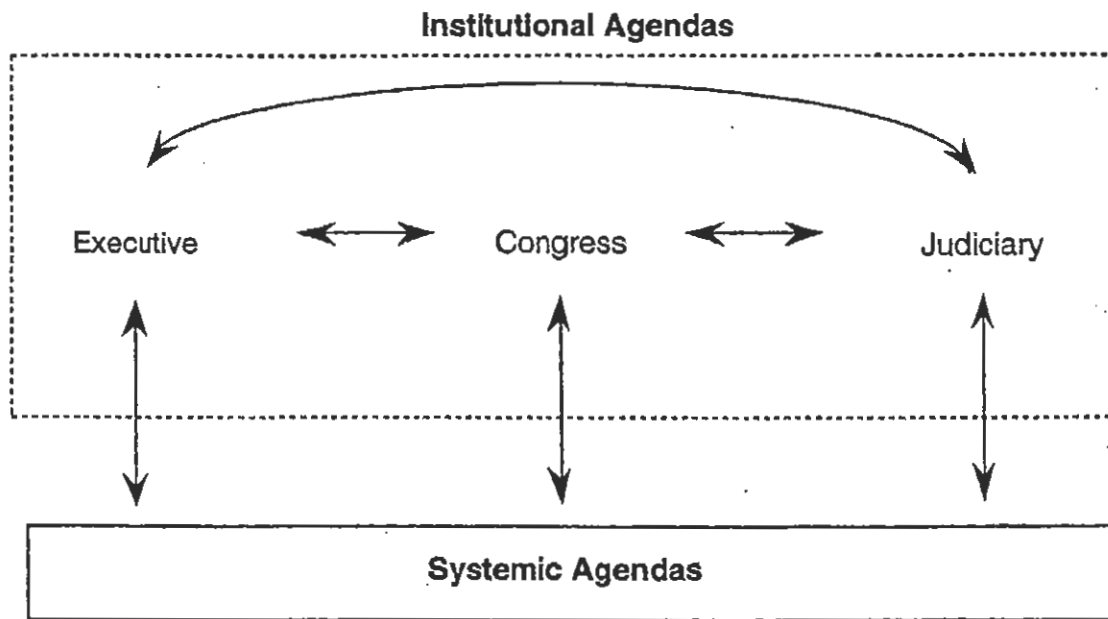 Institutional Agendas
Executive
Congress
Judiciary
Systemic Agendas